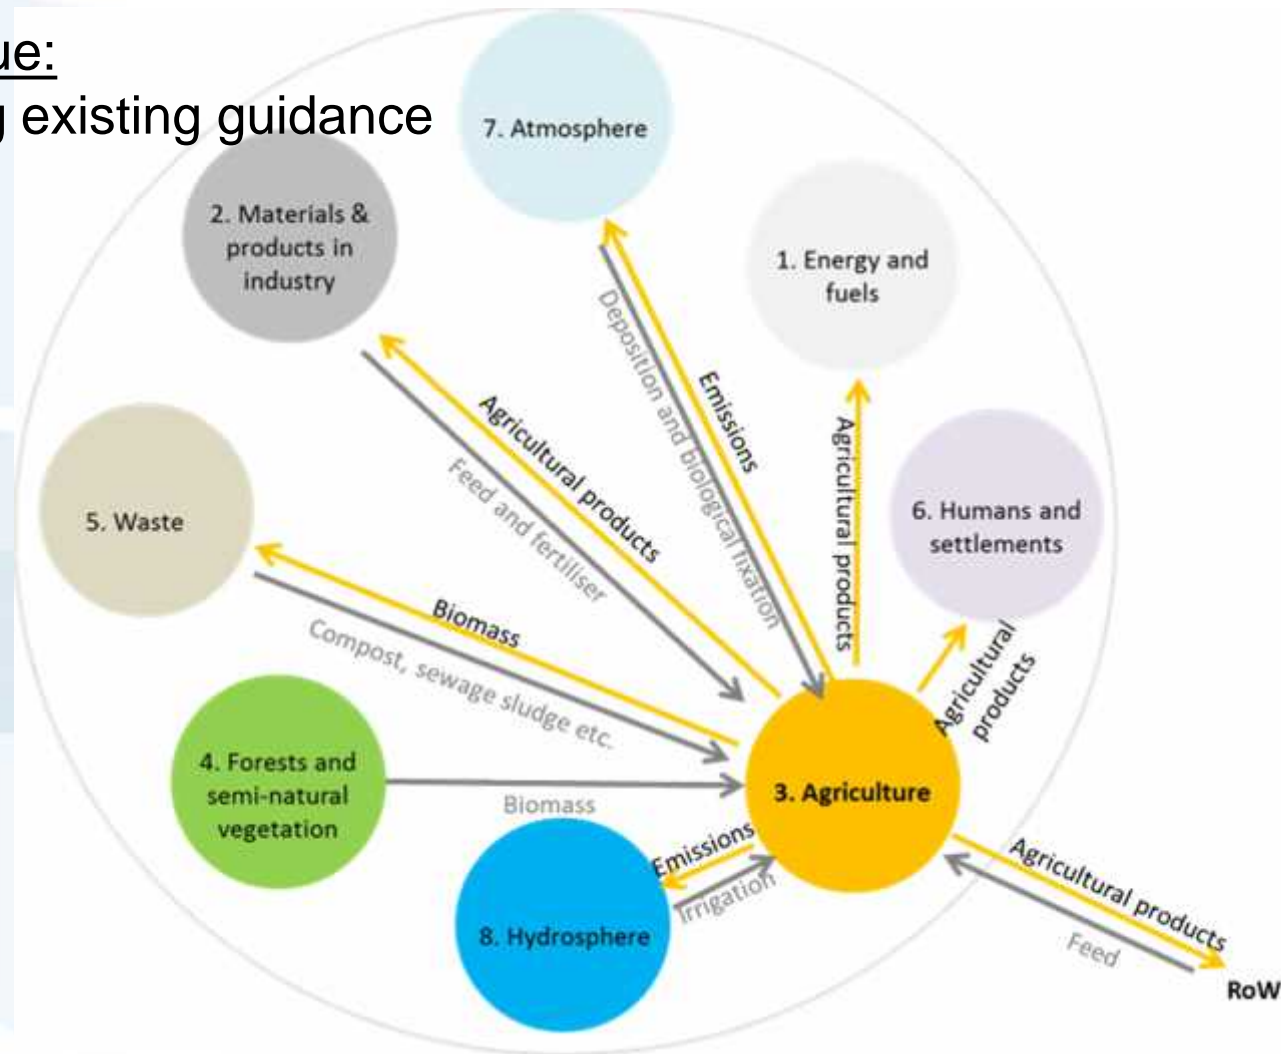 ue:
g existing guidance
7. Atmosphere
2. Materials &
products in
industry
1. Energy and
fuels
Deposition and biological fixation
Emissions
Agricultural products
Feed and fertiliser
Agricultural products
5. Waste
6. Humans and
settlements
Biomass
Compost, sewage sludge etc.
Agricultural
products
4. Forests and
semi-natural
vegetation
Biomass
3. Agriculture
Emissions
Irrigation
8. Hydrosphere
Agricultural products
Feed
RoW